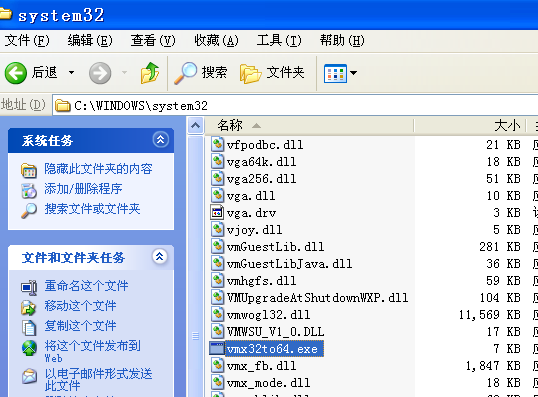 system32
文件(F) 编辑(E) 查看(V) 收藏(A) 工具(T) 帮助(H)
后退 搜索 文件夹
地址(D) C:\WINDOWS\system32
系统任务
隐藏此文件夹的内容
添加/删除程序
搜索文件或文件夹
文件和文件夹任务
重命名这个文件
移动这个文件
复制这个文件
将这个文件发布到
Web
以电子邮件形式发送
此文件
名称 大小
vfpodbc.dll 21 KB
vga64k.dll 18 KB
vga256.dll 51 KB
vga.dll 10 KB
vga.drv 3 KB
vjoy.dll 5 KB
vmGuestLib.dll 281 KB
vmGuestLibJava.dll 36 KB
vmhgfs.dll 59 KB
VMUpgradeAtShutdownWXP.dll 104 KB
vmwogl32.dll 11,569 KB
VMWSU_V1_0.DLL 17 KB
vmx32to64.exe 7 KB
vmx_fb.dll 1,847 KB
vmx_mode.dll 18 KB